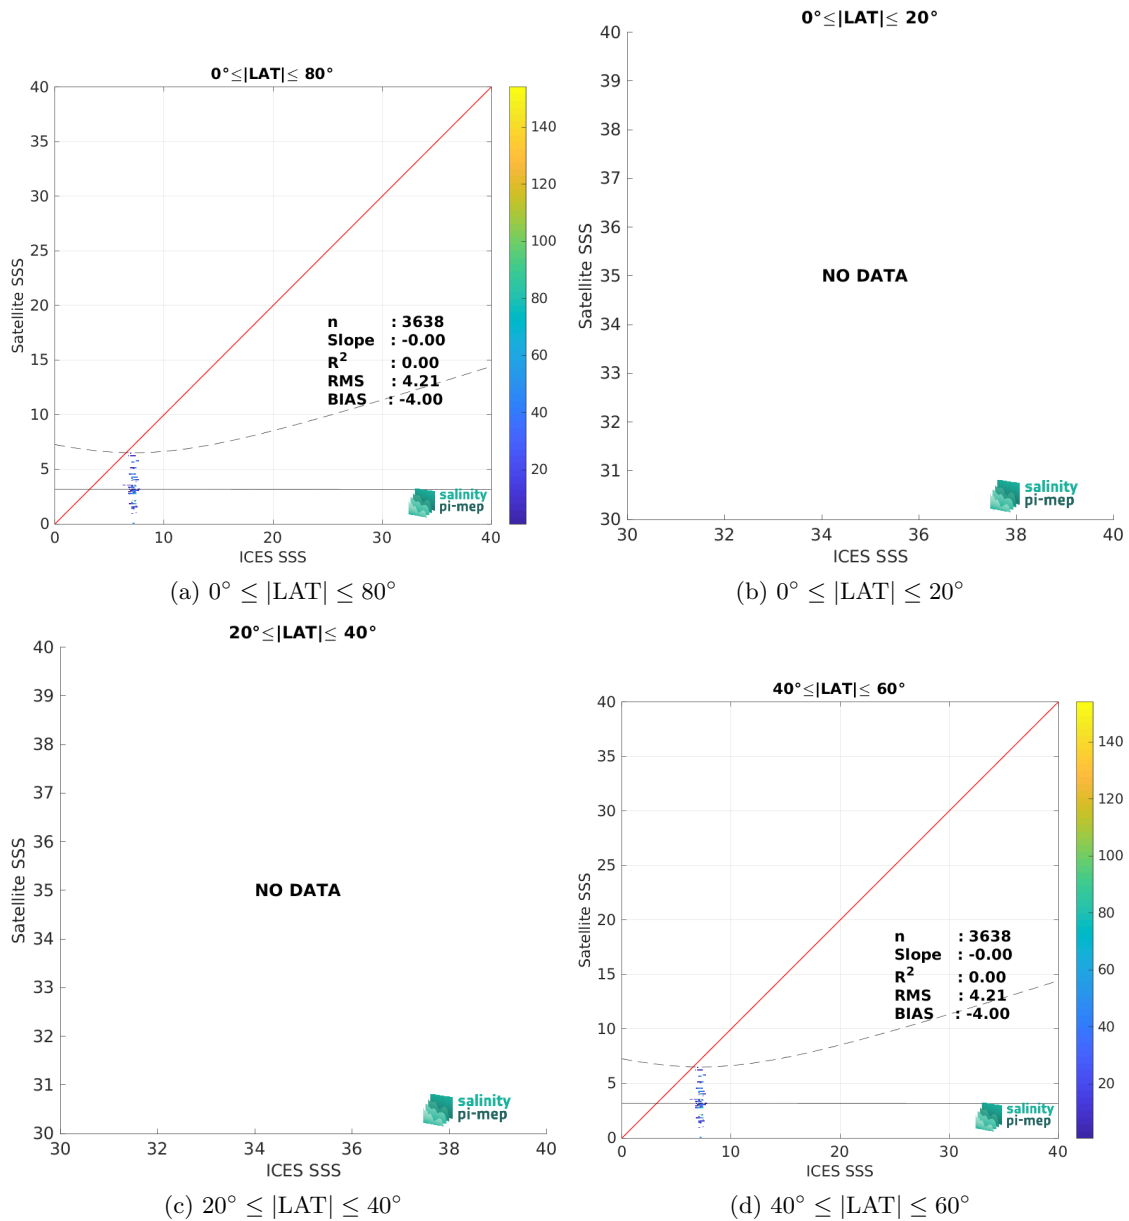 0°≤|LAT|≤ 80°
40
35
30
25
20
15
10
5
0
0
10
20
30
40
Satellite SSS
ICES SSS
n : 3638
Slope : -0.00
R² : 0.00
RMS : 4.21
BIAS : -4.00
salinity
pi-mep
140
120
100
80
60
40
20
(a) 0° ≤ |LAT| ≤ 80°
0°≤|LAT|≤ 20°
40
39
38
37
36
35
34
33
32
31
30
30
32
34
36
38
40
Satellite SSS
ICES SSS
NO DATA
salinity
pi-mep
(b) 0° ≤ |LAT| ≤ 20°
20°≤|LAT|≤ 40°
40
39
38
37
36
35
34
33
32
31
30
30
32
34
36
38
40
Satellite SSS
ICES SSS
NO DATA
salinity
pi-mep
(c) 20° ≤ |LAT| ≤ 40°
40°≤|LAT|≤ 60°
40
35
30
25
20
15
10
5
0
0
10
20
30
40
Satellite SSS
ICES SSS
n : 3638
Slope : -0.00
R² : 0.00
RMS : 4.21
BIAS : -4.00
salinity
pi-mep
140
120
100
80
60
40
20
(d) 40° ≤ |LAT| ≤ 60°